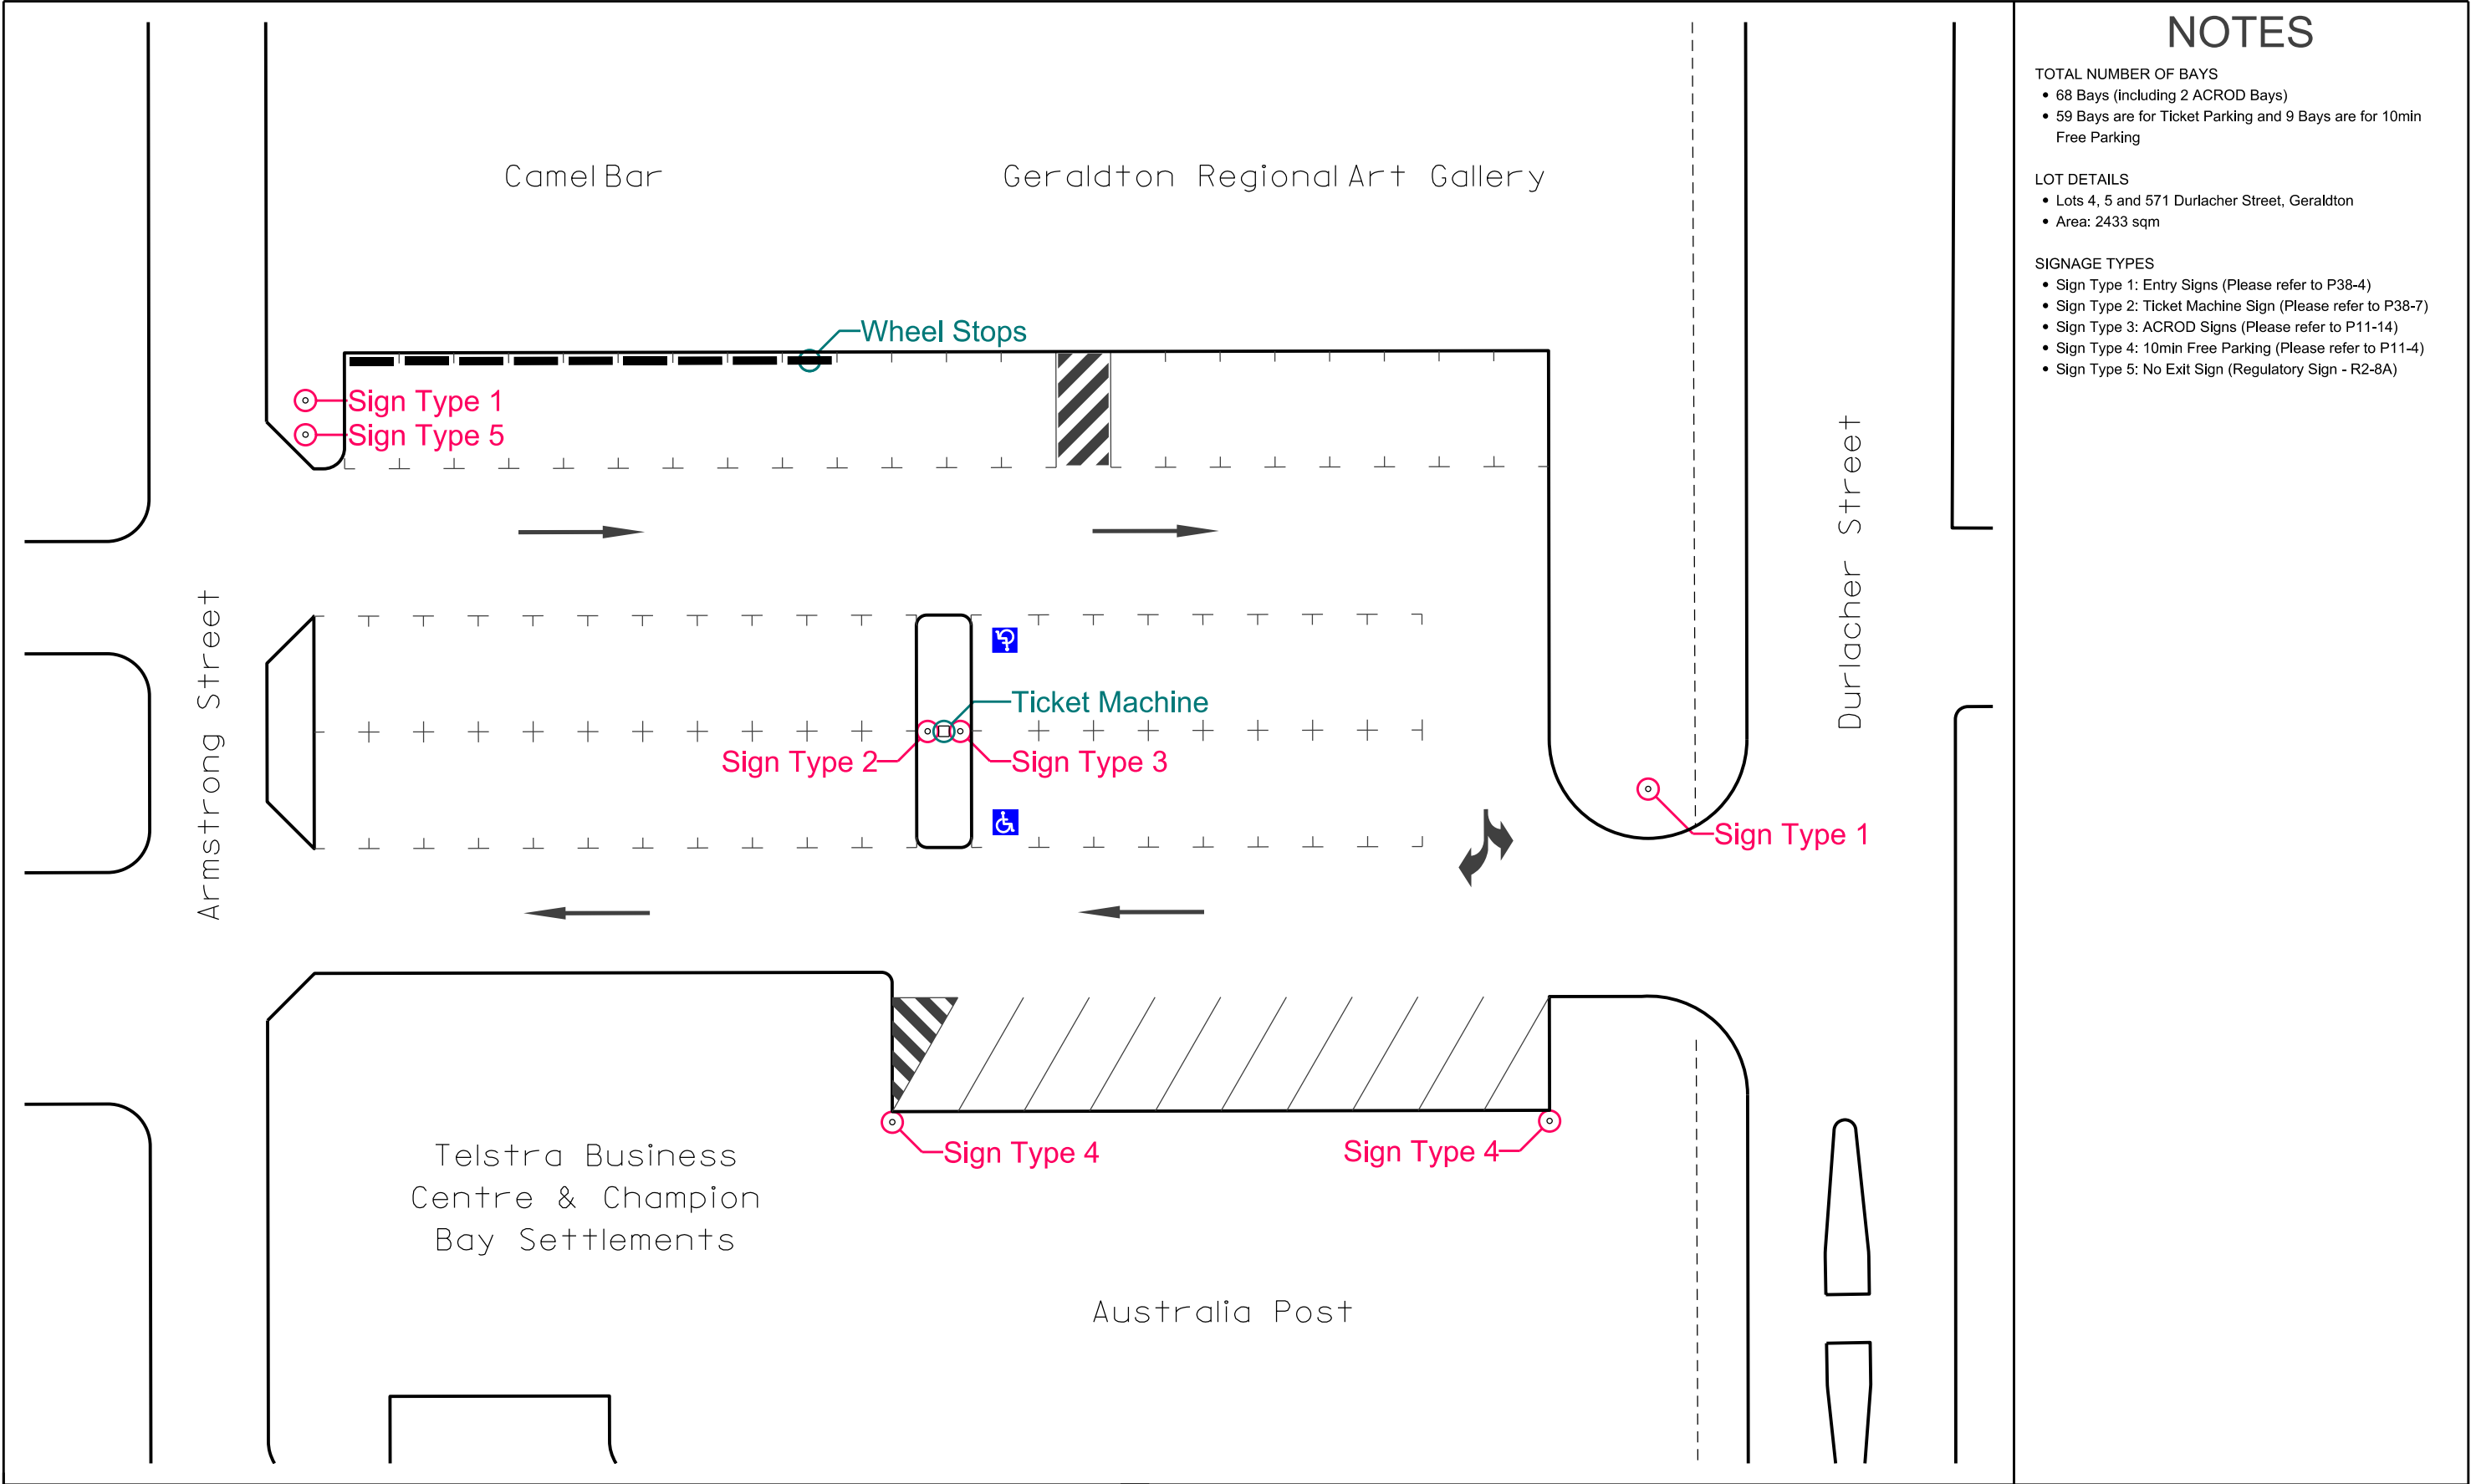 NOTES
TOTAL NUMBER OF BAYS
• 68 Bays (including 2 ACROD Bays)
• 59 Bays are for Ticket Parking and 9 Bays are for 10min
Free Parking
LOT DETAILS
• Lots 4, 5 and 571 Durlacher Street, Geraldton
• Area: 2433 sqm
SIGNAGE TYPES
• Sign Type 1: Entry Signs (Please refer to P38-4)
• Sign Type 2: Ticket Machine Sign (Please refer to P38-7)
• Sign Type 3: ACROD Signs (Please refer to P11-14)
• Sign Type 4: 10min Free Parking (Please refer to P11-4)
• Sign Type 5: No Exit Sign (Regulatory Sign - R2-8A)
Camel Bar
Geraldton Regional Art Gallery
Wheel Stops
Sign Type 1
Sign Type 5
Armstrong Street
Durlacher Street
Ticket Machine
Sign Type 2
Sign Type 3
Sign Type 1
Sign Type 4
Sign Type 4
Telstra Business
Centre & Champion
Bay Settlements
Australia Post